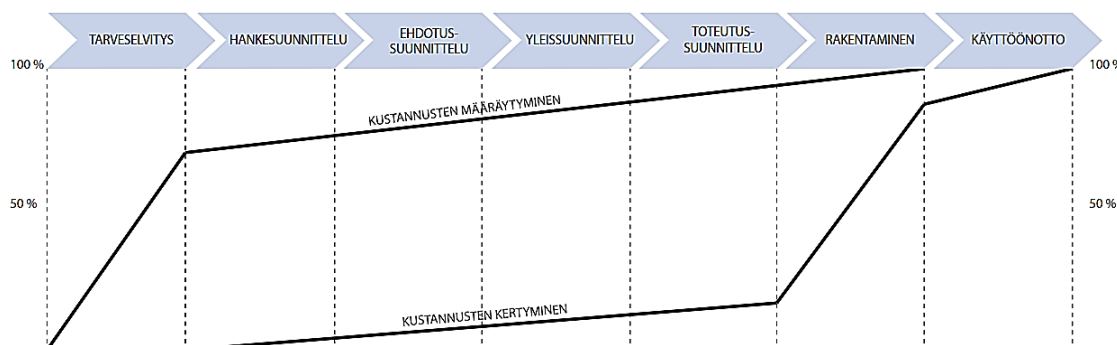 TARVESELVITYS
HANKESUUNNITTELU
EHDOTUS-
SUUNNITTELU
YLEISSUUNNITTELU
TOTEUTUS-
SUUNNITTELU
RAKENTAMINEN
KÄYTTÖÖNOTTO
100 %
100 %
KUSTANNUSTEN MÄÄRÄYTYMINEN
50 %
50 %
KUSTANNUSTEN KERTYMINEN